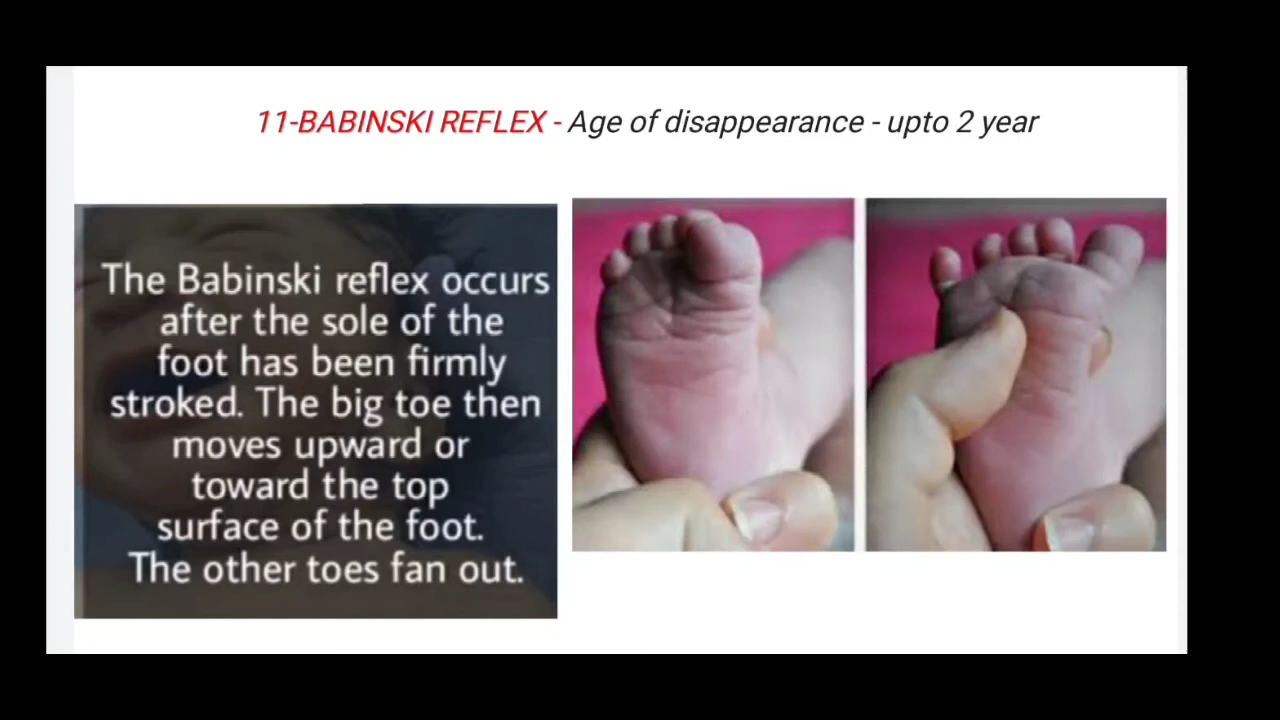 11-BABINSKI REFLEX - Age of disappearance - upto 2 year
The Babinski reflex occurs
after the sole of the
foot has been firmly
stroked. The big toe then
moves upward or
toward the top
surface of the foot.
The other toes fan out.